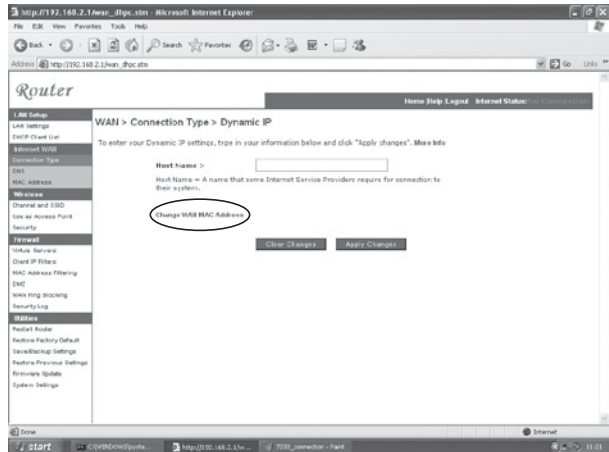 http://192.168.2.1/wan_dhpc.stm - Microsoft Internet Explorer
File Edit View Favorites Tools Help
Back Search Favorites
Address http://192.168.2.1/wan_dhpc.stm Go Links
Router
Home |Help |Logout Internet Status: No Connection
LAN Setup
LAN Settings
DHCP Client List
Internet WAN
Connection Type
DNS
MAC Address
Wireless
Channel and SSID
Use as Access Point
Security
Firewall
Virtual Servers
Client IP Filters
MAC Address Filtering
DMZ
WAN Ping Blocking
Security Log
Utilities
Restart Router
Restore Factory Default
Save/Backup Settings
Restore Previous Settings
Firmware Update
System Settings
WAN > Connection Type > Dynamic IP
To enter your Dynamic IP settings, type in your information below and click "Apply changes". More Info
Host Name >
Host Name = A name that some Internet Service Providers require for connection to
their system.
Change WAN MAC Address
Clear Changes Apply Changes
Done Internet
start C:\WINDOWS\syste... http://192.168.2.1/w... 7230_connection - Paint 11:21